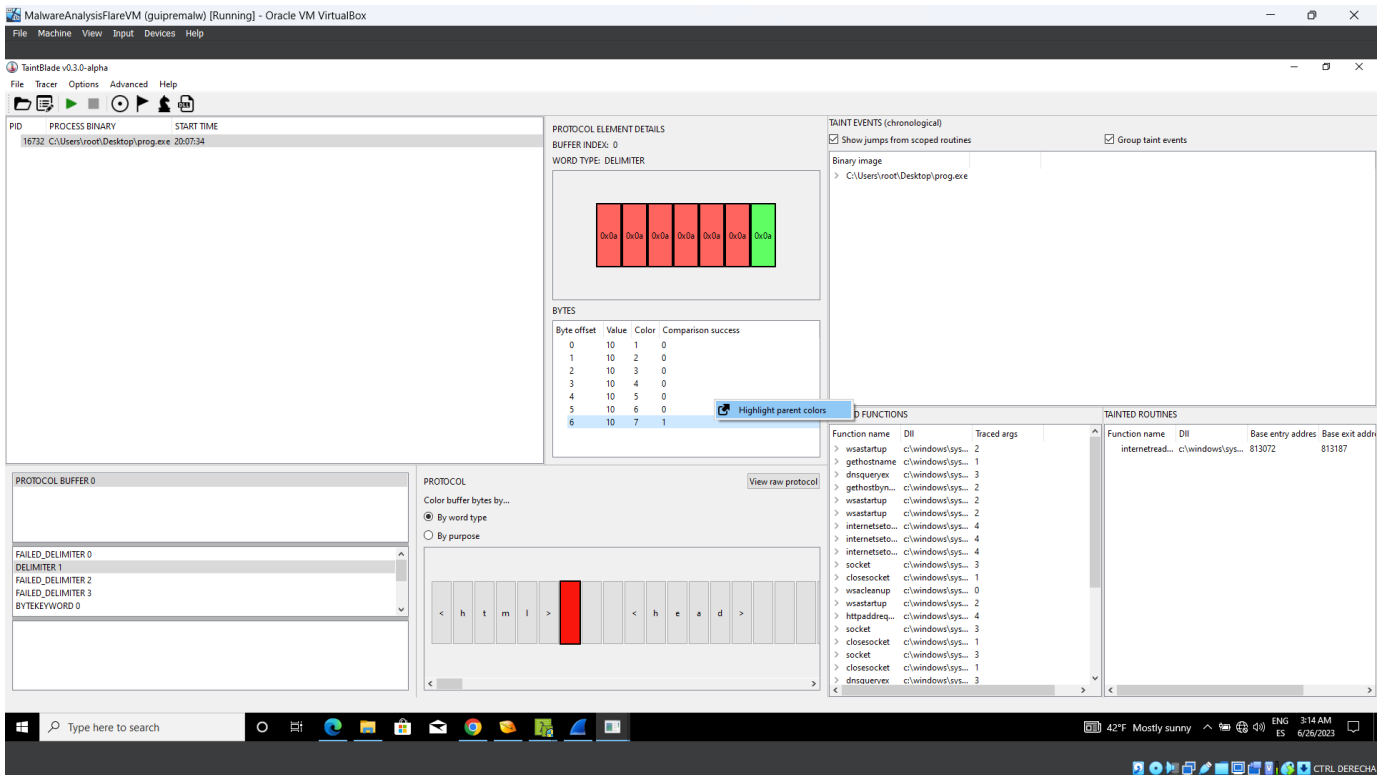 MalwareAnalysisFlareVM (guipremalw) [Running] - Oracle VM VirtualBox
File Machine View Input Devices Help
TaintBlade v0.3.0-alpha
File Tracer Options Advanced Help
PID PROCESS BINARY START TIME
16732 C:\Users\root\Desktop\prog.exe 20:07:34
PROTOCOL ELEMENT DETAILS
BUFFER INDEX: 0
WORD TYPE: DELIMITER
0x0a 0x0a 0x0a 0x0a 0x0a 0x0a 0x0a
BYTES
Byte offset Value Color Comparison success
0 10 1 0
1 10 2 0
2 10 3 0
3 10 4 0
4 10 5 0
5 10 6 0
6 10 7 1
Highlight parent colors
TAINT EVENTS (chronological)
Show jumps from scoped routines Group taint events
Binary image
C:\Users\root\Desktop\prog.exe
D FUNCTIONS
Function name Dll Traced args
wsastartup c:\windows\sys... 2
gethostname c:\windows\sys... 1
dnsqueryex c:\windows\sys... 3
gethostbyn... c:\windows\sys... 2
wsastartup c:\windows\sys... 2
wsastartup c:\windows\sys... 2
internetseto... c:\windows\sys... 4
internetseto... c:\windows\sys... 4
internetseto... c:\windows\sys... 4
socket c:\windows\sys... 3
closesocket c:\windows\sys... 1
wsacleanup c:\windows\sys... 0
wsastartup c:\windows\sys... 2
httpaddreq... c:\windows\sys... 4
socket c:\windows\sys... 3
closesocket c:\windows\sys... 1
socket c:\windows\sys... 3
closesocket c:\windows\sys... 1
dnsqueryex c:\windows\sys... 3
TAINTED ROUTINES
Function name Dll Base entry addres Base exit addr
internetread... c:\windows\sys... 813072 813187
PROTOCOL BUFFER 0
FAILED_DELIMITER 0
DELIMITER 1
FAILED_DELIMITER 2
FAILED_DELIMITER 3
BYTEKEYWORD 0
PROTOCOL View raw protocol
Color buffer bytes by...
By word type
By purpose
< h t m l > < h e a d >
Type here to search
42°F Mostly sunny ENG 3:14 AM
ES 6/26/2023
CTRL DERECHA